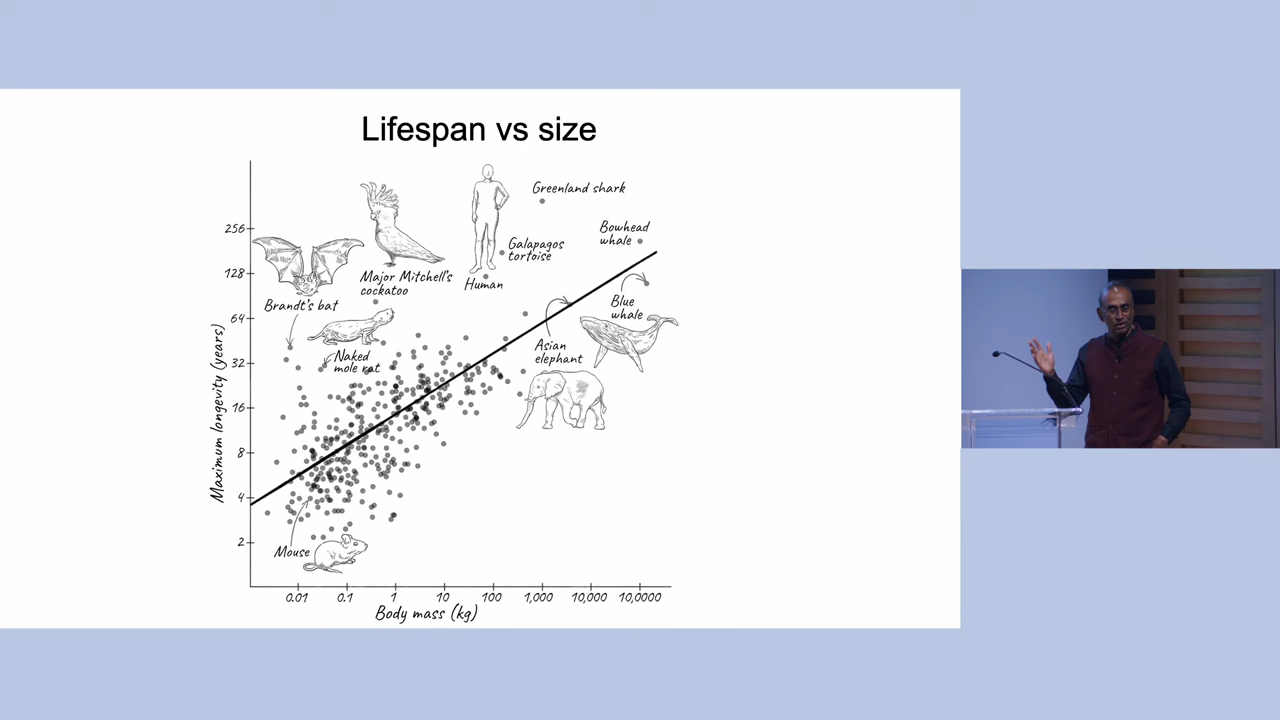 Lifespan vs size
Greenland shark
256
Bowhead
whale
Galapagos
tortoise
128
Major Mitchell's
cockatoo
Human
Brandt's bat
Blue
whale
64
Asian
elephant
Naked
mole rat
32
16
8
4
2
Mouse
Maximum longevity (years)
0.01 0.1 1 10 100 1,000 10,000 10,0000
Body mass (kg)